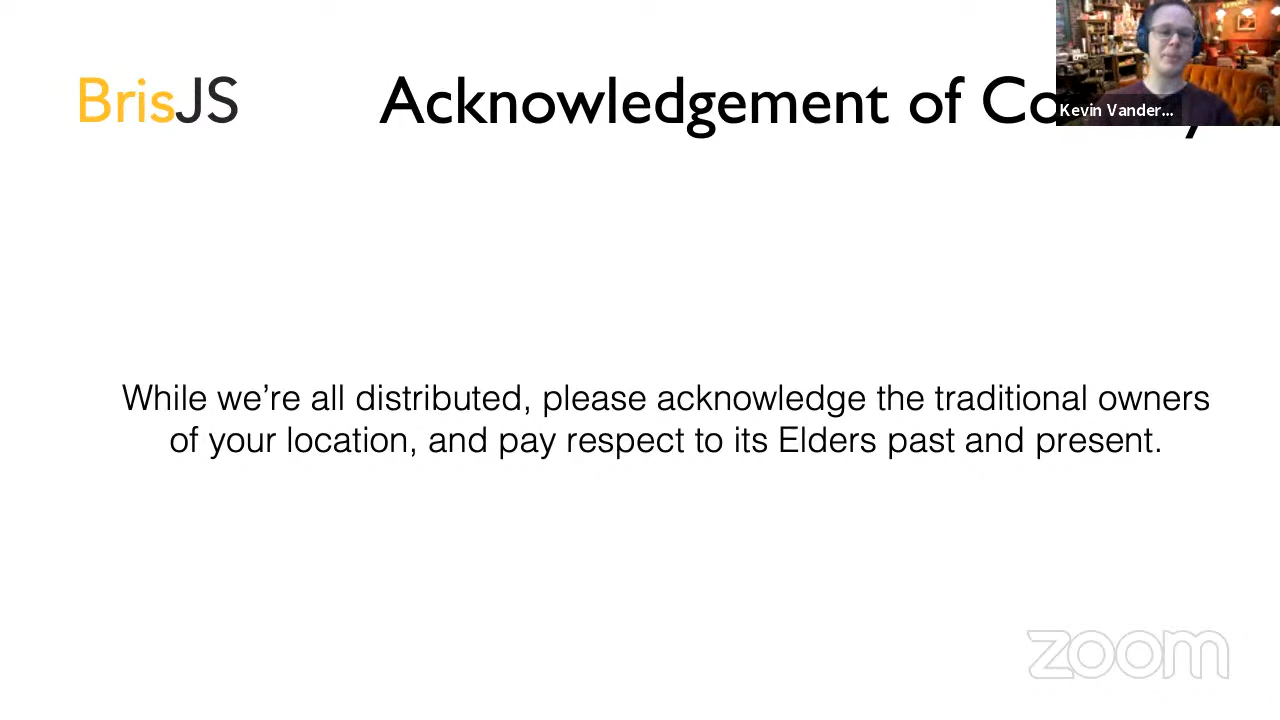 BrisJS
Acknowledgement of
Kevin Vander...
While we’re all distributed, please acknowledge the traditional owners
of your location, and pay respect to its Elders past and present.
zoom